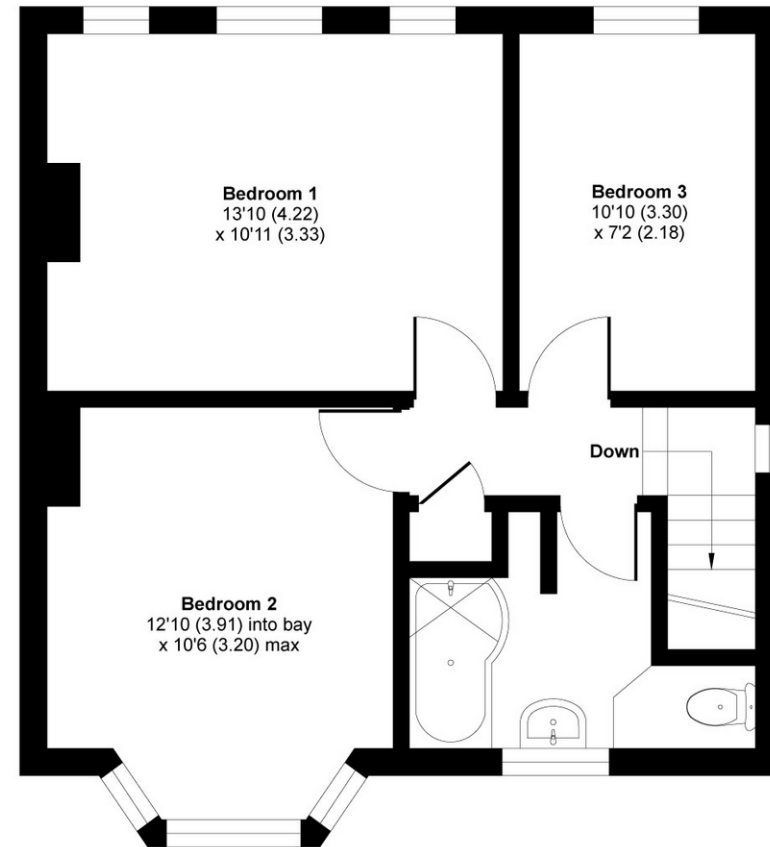 Bedroom 1
13'10 (4.22)
x 10'11 (3.33)
Bedroom 3
10'10 (3.30)
x 7'2 (2.18)
Down
Bedroom 2
12'10 (3.91) into bay
x 10'6 (3.20) max